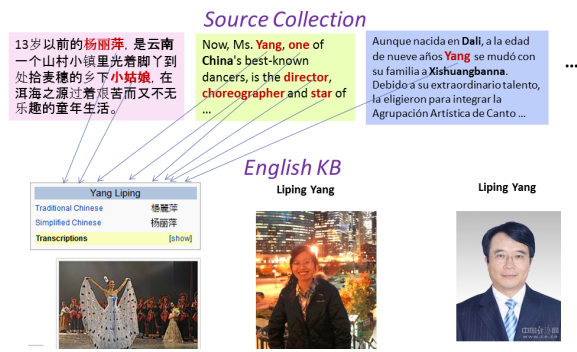 Source Collection
13岁以前的杨丽萍, 是云南
一个山村小镇里光着脚丫到
处拾麦穗的乡下小姑娘, 在
洱海之源过着艰苦而又不无
乐趣的童年生活。
Now, Ms. Yang, one of
China's best-known
dancers, is the director,
choreographer and star of
...
Aunque nacida en Dali, a la edad
de nueve años Yang se mudó con
su familia a Xishuangbanna.
Debido a su extraordinario talento,
la eligieron para integrar la
Agrupación Artística de Canto ...
...
English KB
Yang Liping
Traditional Chinese 楊麗萍
Simplified Chinese 杨丽萍
Transcriptions [show]
Liping Yang
Liping Yang
www.ce.cn